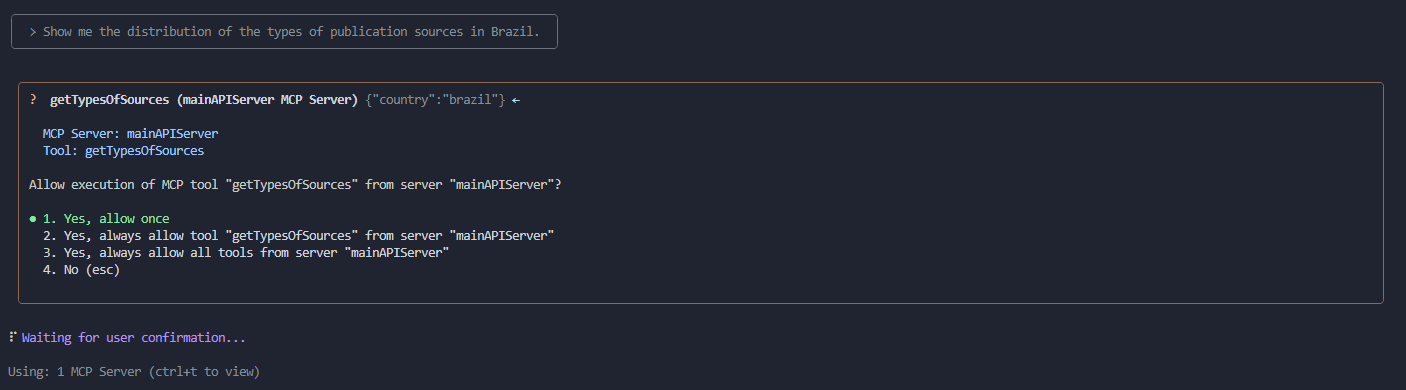 > Show me the distribution of the types of publication sources in Brazil.
? getTypesOfSources (mainAPIServer MCP Server) {"country":"brazil"} ←
MCP Server: mainAPIServer
Tool: getTypesOfSources
Allow execution of MCP tool "getTypesOfSources" from server "mainAPIServer"?
● 1. Yes, allow once
2. Yes, always allow tool "getTypesOfSources" from server "mainAPIServer"
3. Yes, always allow all tools from server "mainAPIServer"
4. No (esc)
⠏ Waiting for user confirmation...
Using: 1 MCP Server (ctrl+t to view)